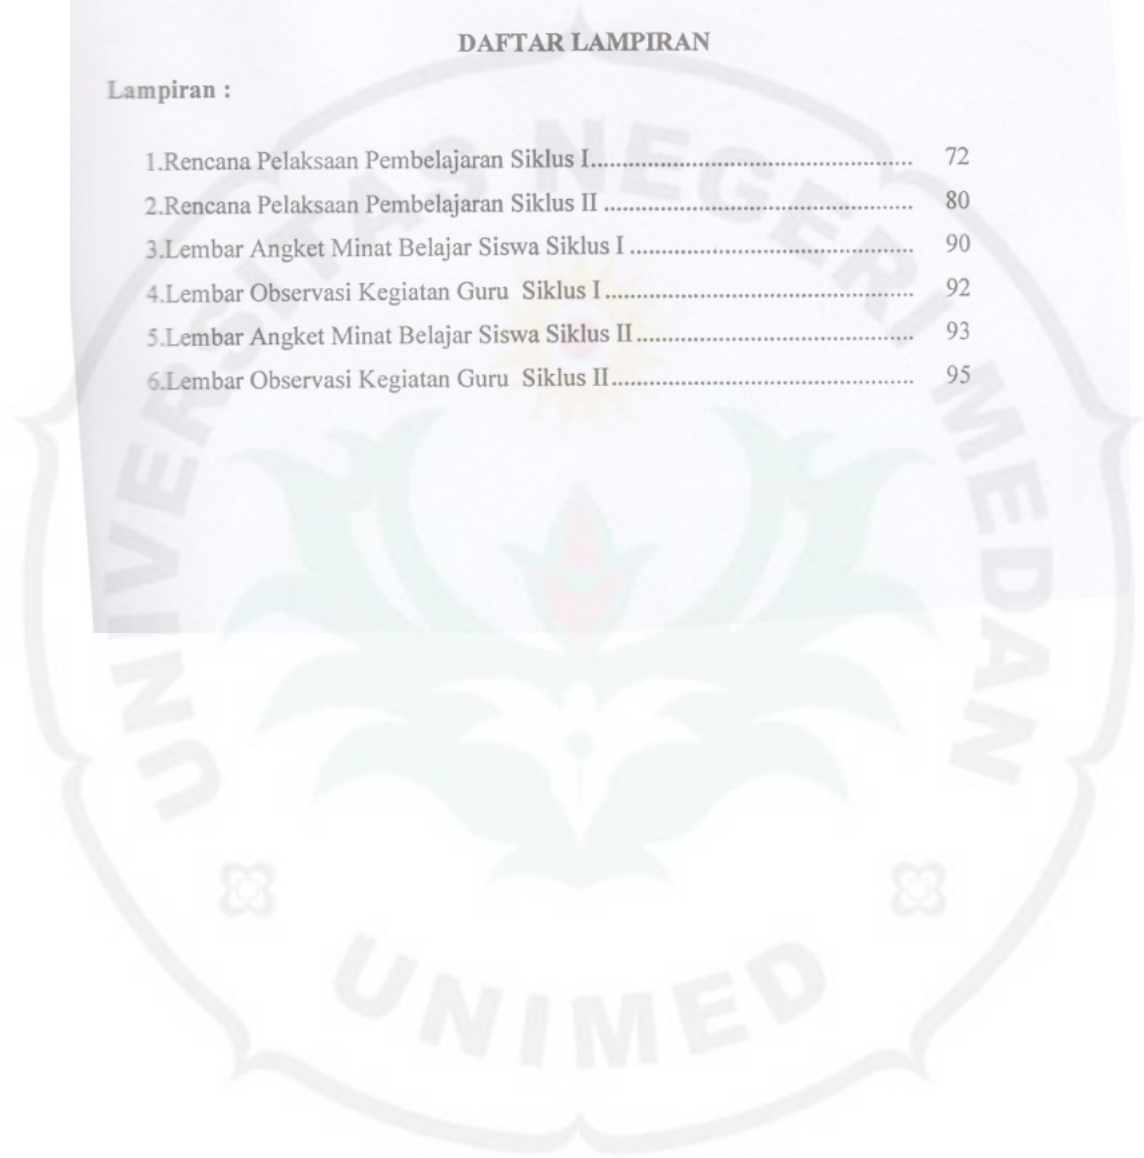 DAFTAR LAMPIRAN
Lampiran :
1.Rencana Pelaksaan Pembelajaran Siklus I.................................................. 72
2.Rencana Pelaksaan Pembelajaran Siklus II ................................................ 80
3.Lembar Angket Minat Belajar Siswa Siklus I ............................................ 90
4.Lembar Observasi Kegiatan Guru  Siklus I ................................................ 92
5.Lembar Angket Minat Belajar Siswa Siklus II ........................................... 93
6.Lembar Observasi Kegiatan Guru  Siklus II............................................... 95
UNIVERSITAS NEGERI MEDAN
UNIMED